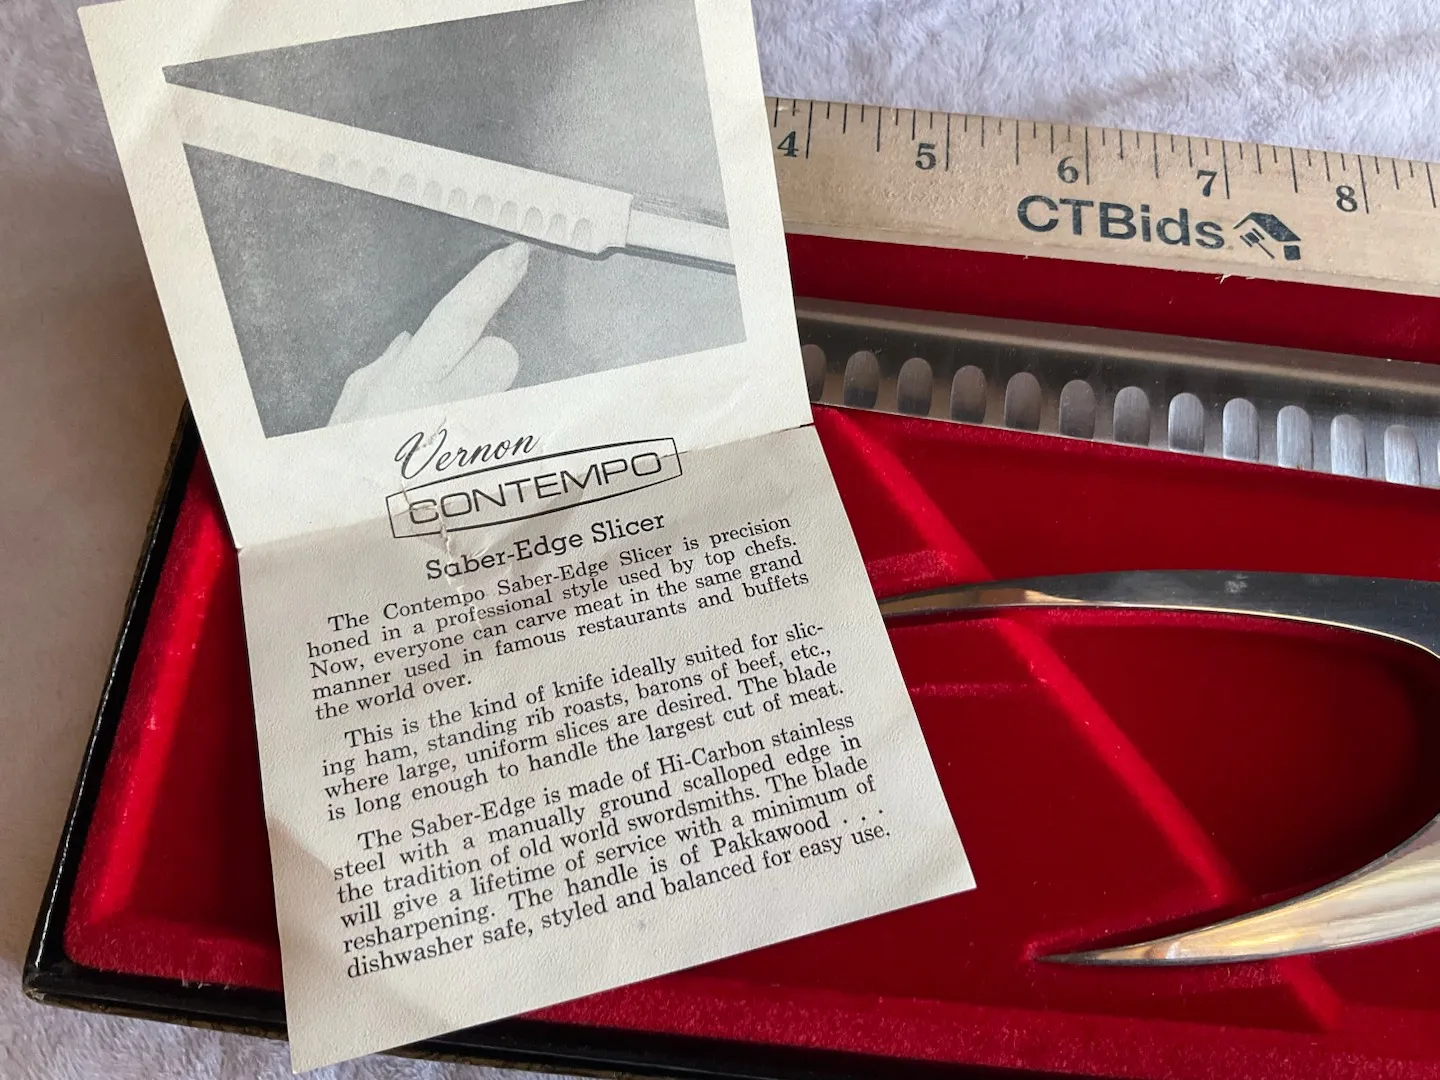 4 5 6 7 8
CTBids
Vernon
CONTEMPO
Saber-Edge Slicer
The Contempo Saber-Edge Slicer is precision
honed in a professional style used by top chefs.
Now, everyone can carve meat in the same grand
manner used in famous restaurants and buffets
the world over.
This is the kind of knife ideally suited for slic-
ing ham, standing rib roasts, barons of beef, etc.,
where large, uniform slices are desired. The blade
is long enough to handle the largest cut of meat.
The Saber-Edge is made of Hi-Carbon stainless
steel with a manually ground scalloped edge in
the tradition of old world swordsmiths. The blade
will give a lifetime of service with a minimum of
resharpening. The handle is of Pakkawood . . .
dishwasher safe, styled and balanced for easy use.